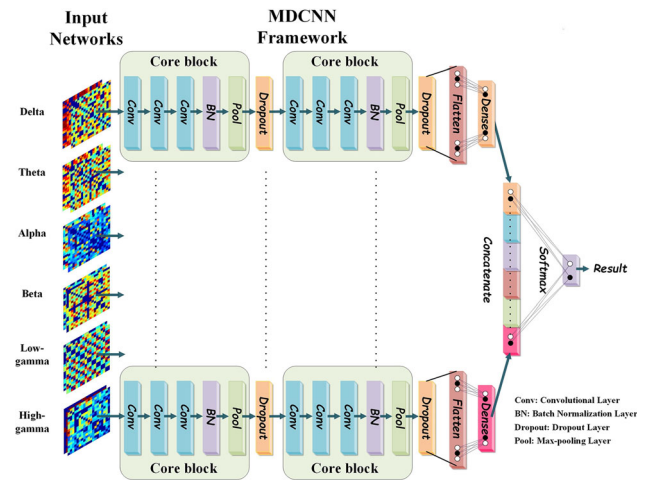 Input
Networks
MDCNN
Framework
Core block
Core block
Delta
Conv
Conv
Conv
BN
Pool
Dropout
Conv
Conv
Conv
BN
Pool
Dropout
Flatten
Dense
Theta
Alpha
Beta
Low-
gamma
High-
gamma
Concatenate
Softmax
Result
Conv
Conv
Conv
BN
Pool
Dropout
Conv
Conv
Conv
BN
Pool
Dropout
Flatten
Dense
Core block
Core block
Conv: Convolutional Layer
BN: Batch Normalization Layer
Dropout: Dropout Layer
Pool: Max-pooling Layer